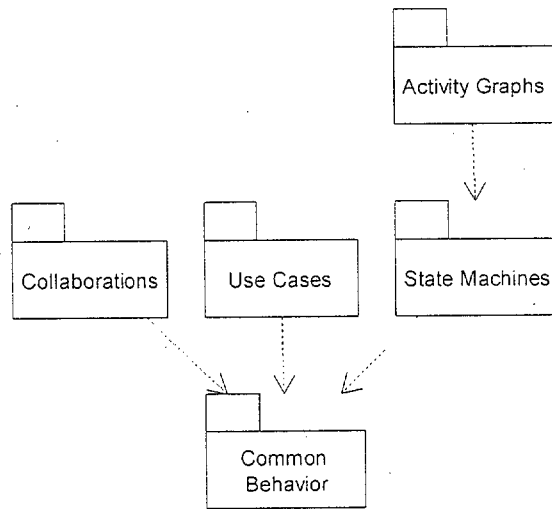 Activity Graphs
Collaborations
Use Cases
State Machines
Common
Behavior